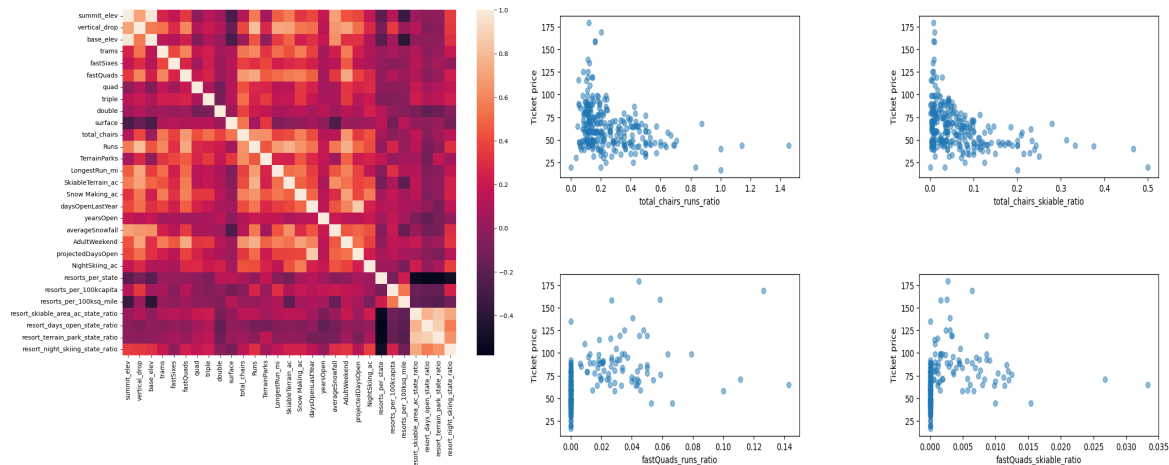 summit_elev
vertical_drop
base_elev
trams
fastSixes
fastQuads
quad
triple
double
surface
total_chairs
Runs
TerrainParks
LongestRun_mi
SkiableTerrain_ac
Snow Making_ac
daysOpenLastYear
yearsOpen
averageSnowfall
AdultWeekend
projectedDaysOpen
NightSkiing_ac
resorts_per_state
resorts_per_100kcapita
resorts_per_100ksq_mile
resort_skiable_area_ac_state_ratio
resort_days_open_state_ratio
resort_terrain_park_state_ratio
resort_night_skiing_state_ratio
summit_elev
vertical_drop
base_elev
trams
fastSixes
fastQuads
quad
triple
double
surface
total_chairs
Runs
TerrainParks
LongestRun_mi
SkiableTerrain_ac
Snow Making_ac
daysOpenLastYear
yearsOpen
averageSnowfall
AdultWeekend
projectedDaysOpen
NightSkiing_ac
resorts_per_state
resorts_per_100kcapita
resorts_per_100ksq_mile
resort_skiable_area_ac_state_ratio
resort_days_open_state_ratio
resort_terrain_park_state_ratio
resort_night_skiing_state_ratio
1.0
0.8
0.6
0.4
0.2
0.0
−0.2
−0.4
Ticket price
175
150
125
100
75
50
25
0.0 0.2 0.4 0.6 0.8 1.0 1.2 1.4
total_chairs_runs_ratio
Ticket price
175
150
125
100
75
50
25
0.0 0.1 0.2 0.3 0.4 0.5
total_chairs_skiable_ratio
Ticket price
175
150
125
100
75
50
25
0.00 0.02 0.04 0.06 0.08 0.10 0.12 0.14
fastQuads_runs_ratio
Ticket price
175
150
125
100
75
50
25
0.000 0.005 0.010 0.015 0.020 0.025 0.030 0.035
fastQuads_skiable_ratio